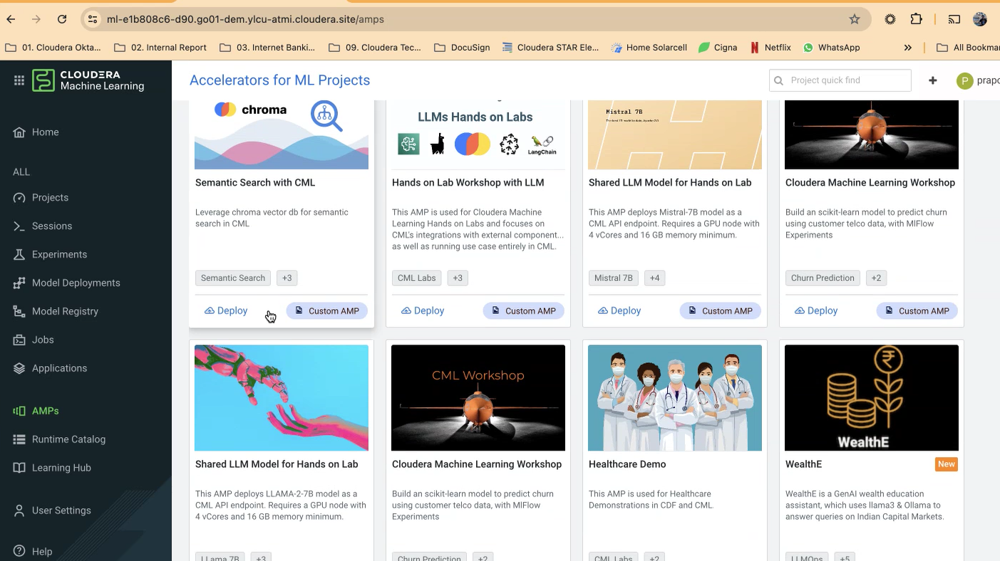 ml-e1b808c6-d90.go01-dem.ylcu-atmi.cloudera.site/amps
01. Cloudera Okta... 02. Internal Report 03. Internet Banki... 09. Cloudera Tec... DocuSign Cloudera STAR Ele... Home Solarcell Cigna Netflix WhatsApp » All Bookmar
CLOUDERA
Machine Learning
Accelerators for ML Projects
Project quick find
P prapo
Home
ALL
Projects
Sessions
Experiments
Model Deployments
Model Registry
Jobs
Applications
AMPs
Runtime Catalog
Learning Hub
User Settings
Help
chroma
Semantic Search with CML
Leverage chroma vector db for semantic
search in CML
Semantic Search +3
Deploy Custom AMP
LLMs Hands on Labs
LangChain
Hands on Lab Workshop with LLM
This AMP is used for Cloudera Machine
Learning Hands on Labs and focuses on
CML's integrations with external component...
as well as running use case entirely in CML.
CML Labs +3
Deploy Custom AMP
Mistral 7B
Shared LLM Model for Hands on Lab
This AMP deploys Mistral-7B model as a
CML API endpoint. Requires a GPU node with
4 vCores and 16 GB memory minimum.
Mistral 7B +4
Deploy Custom AMP
Cloudera Machine Learning Workshop
Build an scikit-learn model to predict churn
using customer telco data, with MlFlow
Experiments
Churn Prediction +2
Deploy Custom AMP
Shared LLM Model for Hands on Lab
This AMP deploys LLAMA-2-7B model as a
CML API endpoint. Requires a GPU node with
4 vCores and 16 GB memory minimum.
LLama 7B +3
CML Workshop
Cloudera Machine Learning Workshop
Build an scikit-learn model to predict churn
using customer telco data, with MlFlow
Experiments
Churn Prediction +2
Healthcare Demo
This AMP is used for Healthcare
Demonstrations in CDF and CML.
CML Labs +2
₹
WealthE
WealthE New
WealthE is a GenAI wealth education
assistant, which uses llama3 & Ollama to
answer queries on Indian Capital Markets.
LLMOps +5